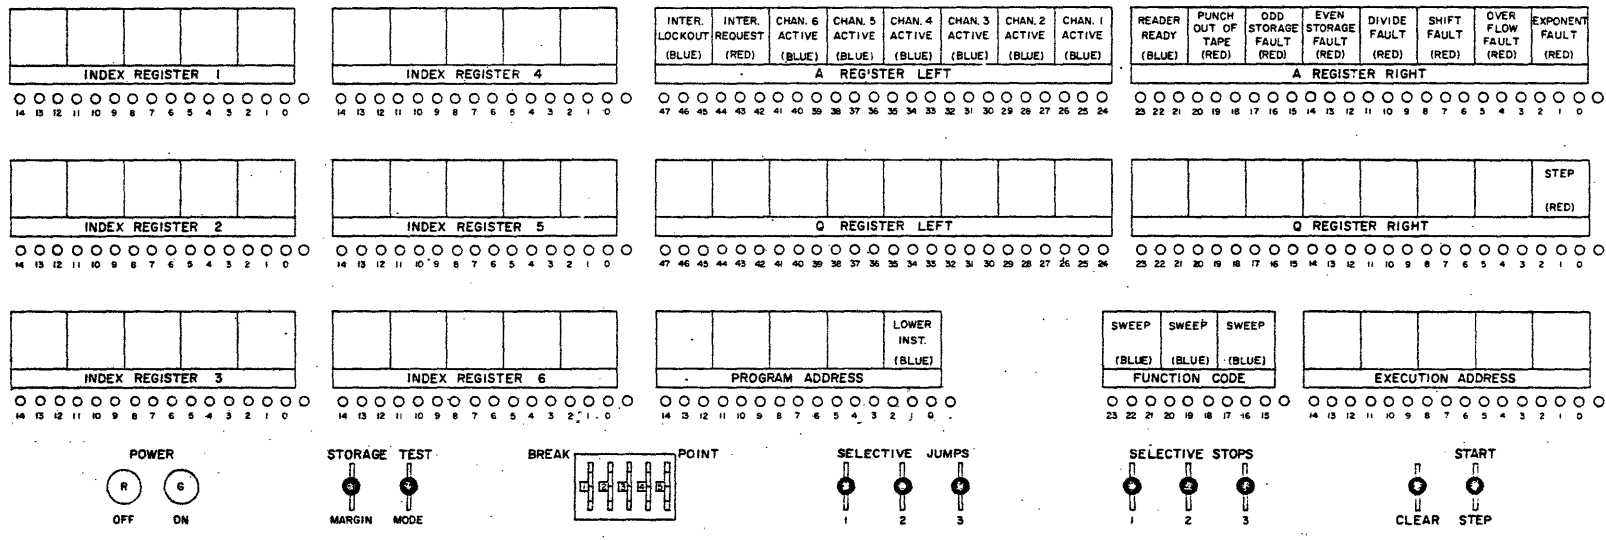 INTER. LOCKOUT (BLUE)
INTER. REQUEST (RED)
CHAN. 6 ACTIVE (BLUE)
CHAN. 5 ACTIVE (BLUE)
CHAN. 4 ACTIVE (BLUE)
CHAN. 3 ACTIVE (BLUE)
CHAN. 2 ACTIVE (BLUE)
CHAN. 1 ACTIVE (BLUE)
READER READY (BLUE)
PUNCH OUT OF TAPE (RED)
ODD STORAGE FAULT (RED)
EVEN STORAGE FAULT (RED)
DIVIDE FAULT (RED)
SHIFT FAULT (RED)
OVER FLOW FAULT (RED)
EXPONENT FAULT (RED)
INDEX REGISTER 1
INDEX REGISTER 4
A REGISTER LEFT
A REGISTER RIGHT
14 13 12 11 10 9 8 7 6 5 4 3 2 1 0
14 13 12 11 10 9 8 7 6 5 4 3 2 1 0
47 46 45 44 43 42 41 40 39 38 37 36 35 34 33 32 31 30 29 28 27 26 25 24
23 22 21 20 19 18 17 16 15 14 13 12 11 10 9 8 7 6 5 4 3 2 1 0
STEP (RED)
INDEX REGISTER 2
INDEX REGISTER 5
Q REGISTER LEFT
Q REGISTER RIGHT
14 13 12 11 10 9 8 7 6 5 4 3 2 1 0
14 13 12 11 10 9 8 7 6 5 4 3 2 1 0
47 46 45 44 43 42 41 40 39 38 37 36 35 34 33 32 31 30 29 28 27 26 25 24
23 22 21 20 19 18 17 16 15 14 13 12 11 10 9 8 7 6 5 4 3 2 1 0
LOWER INST. (BLUE)
SWEEP (BLUE)
SWEEP (BLUE)
SWEEP (BLUE)
INDEX REGISTER 3
INDEX REGISTER 6
PROGRAM ADDRESS
FUNCTION CODE
EXECUTION ADDRESS
14 13 12 11 10 9 8 7 6 5 4 3 2 1 0
14 13 12 11 10 9 8 7 6 5 4 3 2 1 0
14 13 12 11 10 9 8 7 6 5 4 3 2 1 0
23 22 21 20 19 18 17 16 15
14 13 12 11 10 9 8 7 6 5 4 3 2 1 0
POWER
R G
OFF ON
STORAGE TEST
MARGIN MODE
BREAK POINT
1 2 3 4 5
SELECTIVE JUMPS
1 2 3
SELECTIVE STOPS
1 2 3
START
CLEAR STEP